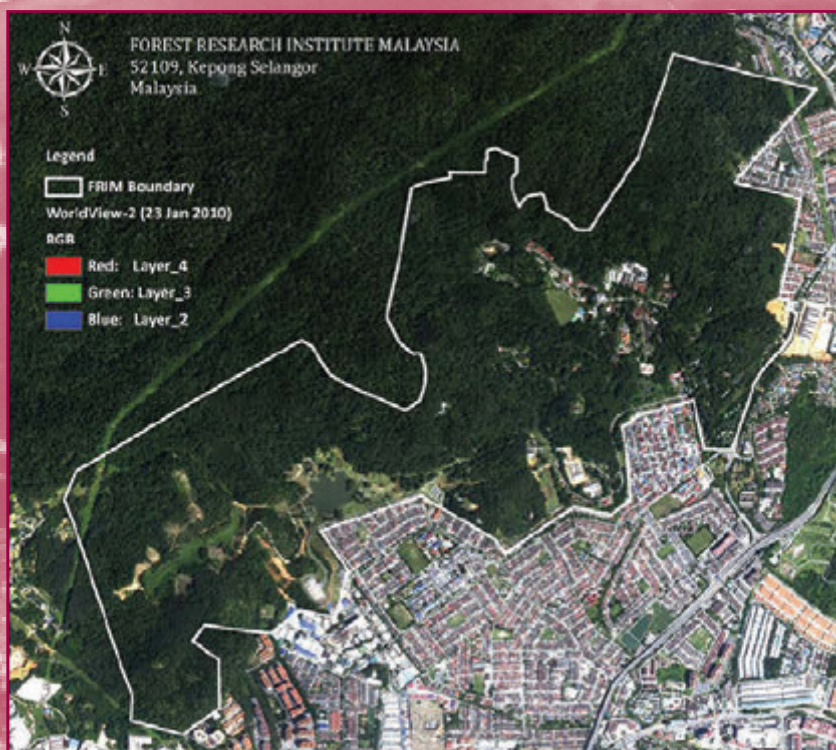 N
W E
S
FOREST RESEARCH INSTITUTE MALAYSIA
52109, Kepong Selangor
Malaysia
Legend
FRIM Boundary
WorldView-2 (23 Jan 2010)
RGB
Red: Layer_4
Green: Layer_3
Blue: Layer_2